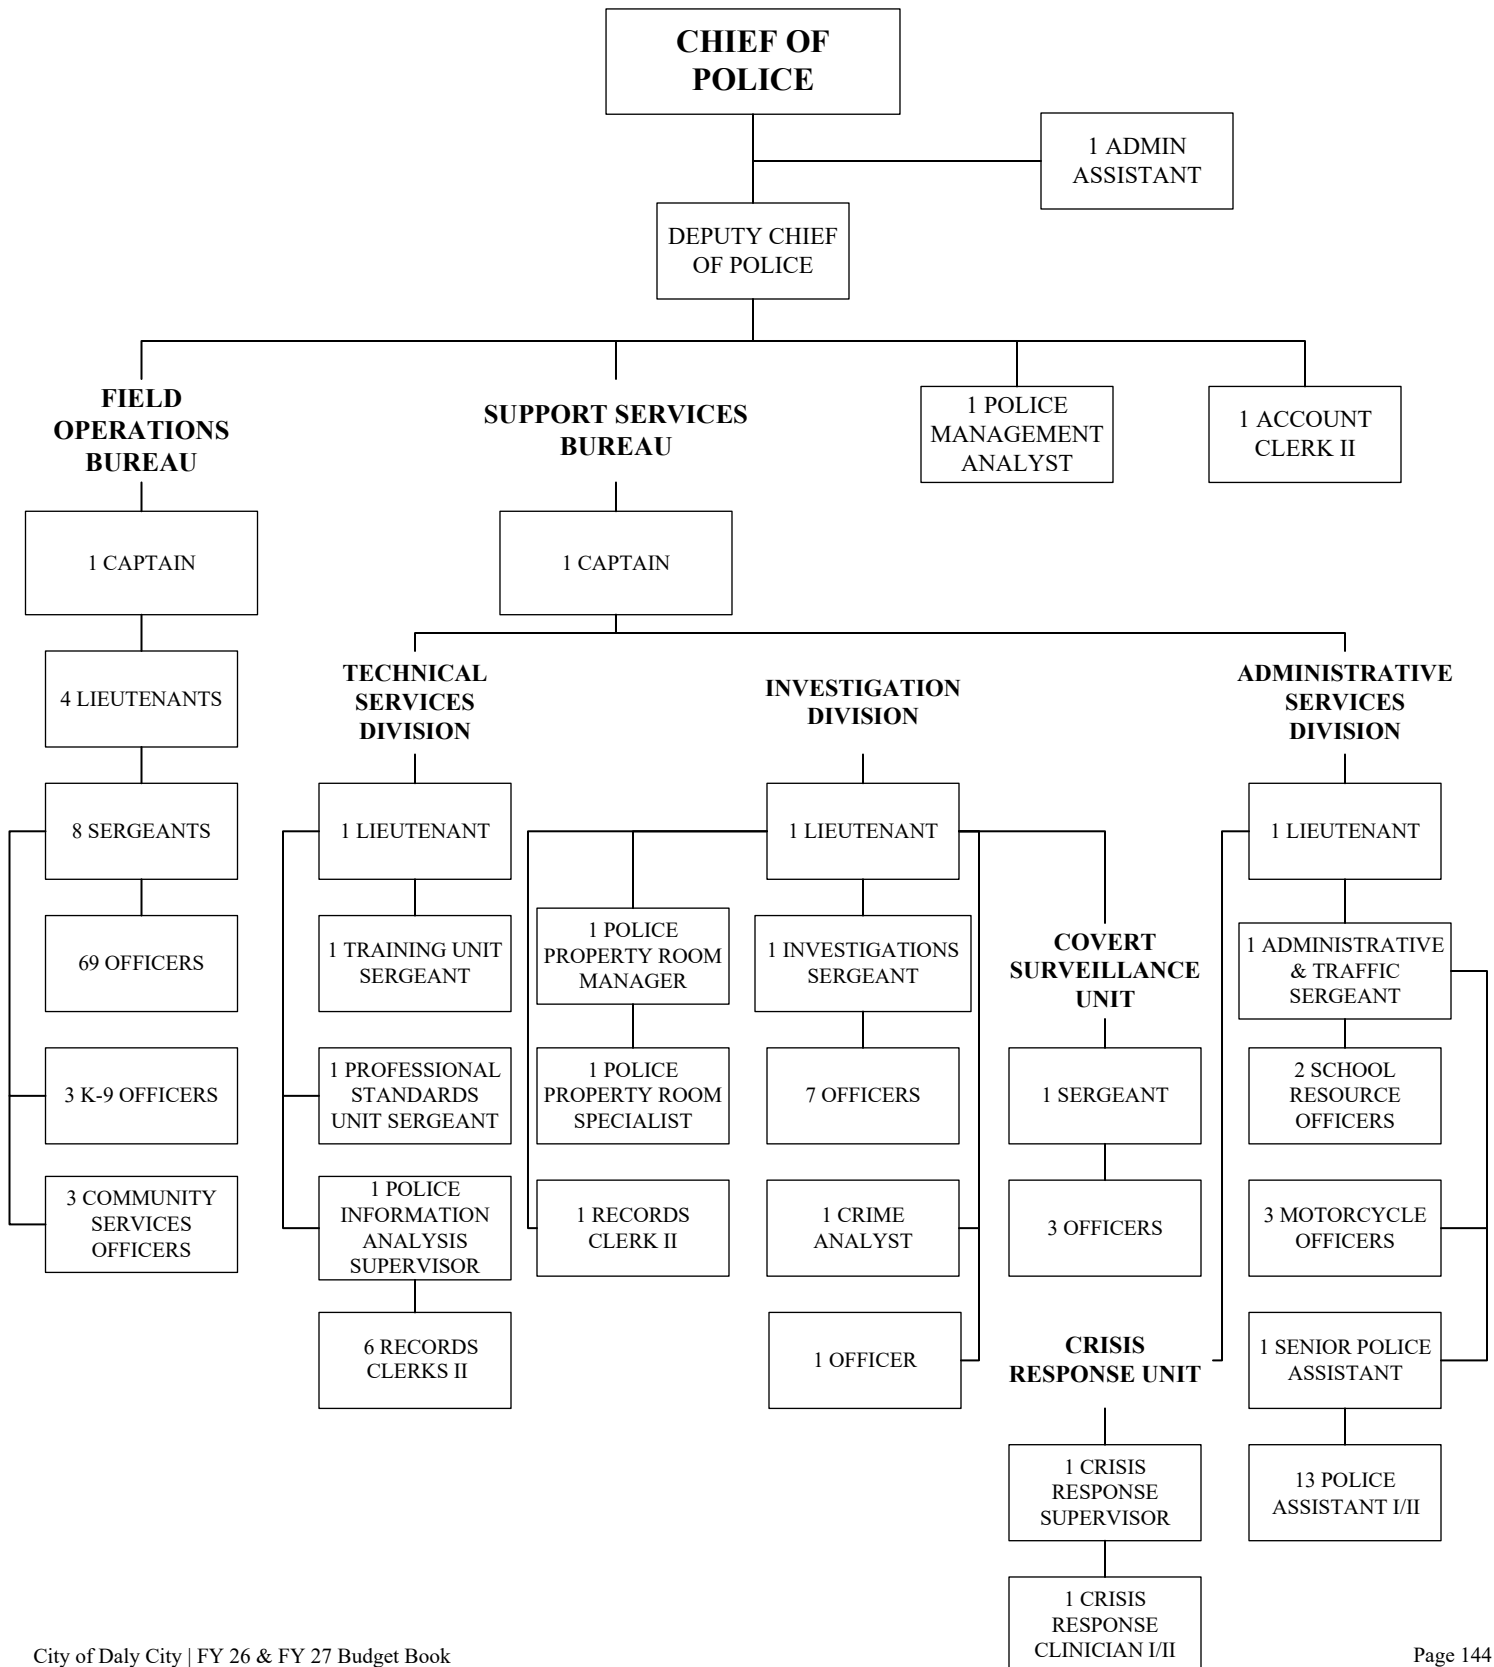 CHIEF OF
POLICE
1 ADMIN
ASSISTANT
DEPUTY CHIEF
OF POLICE
FIELD
OPERATIONS
BUREAU
SUPPORT SERVICES
BUREAU
1 POLICE
MANAGEMENT
ANALYST
1 ACCOUNT
CLERK II
1 CAPTAIN
1 CAPTAIN
4 LIEUTENANTS
TECHNICAL
SERVICES
DIVISION
INVESTIGATION
DIVISION
ADMINISTRATIVE
SERVICES
DIVISION
8 SERGEANTS
1 LIEUTENANT
1 LIEUTENANT
1 LIEUTENANT
69 OFFICERS
1 TRAINING UNIT
SERGEANT
1 POLICE
PROPERTY ROOM
MANAGER
1 INVESTIGATIONS
SERGEANT
COVERT
SURVEILLANCE
UNIT
1 ADMINISTRATIVE
& TRAFFIC
SERGEANT
3 K-9 OFFICERS
1 PROFESSIONAL
STANDARDS
UNIT SERGEANT
1 POLICE
PROPERTY ROOM
SPECIALIST
7 OFFICERS
1 SERGEANT
2 SCHOOL
RESOURCE
OFFICERS
3 COMMUNITY
SERVICES
OFFICERS
1 POLICE
INFORMATION
ANALYSIS
SUPERVISOR
1 RECORDS
CLERK II
1 CRIME
ANALYST
3 OFFICERS
3 MOTORCYCLE
OFFICERS
6 RECORDS
CLERKS II
1 OFFICER
CRISIS
RESPONSE UNIT
1 SENIOR POLICE
ASSISTANT
1 CRISIS
RESPONSE
SUPERVISOR
13 POLICE
ASSISTANT I/II
1 CRISIS
RESPONSE
CLINICIAN I/II
City of Daly City | FY 26 & FY 27 Budget Book
Page 144